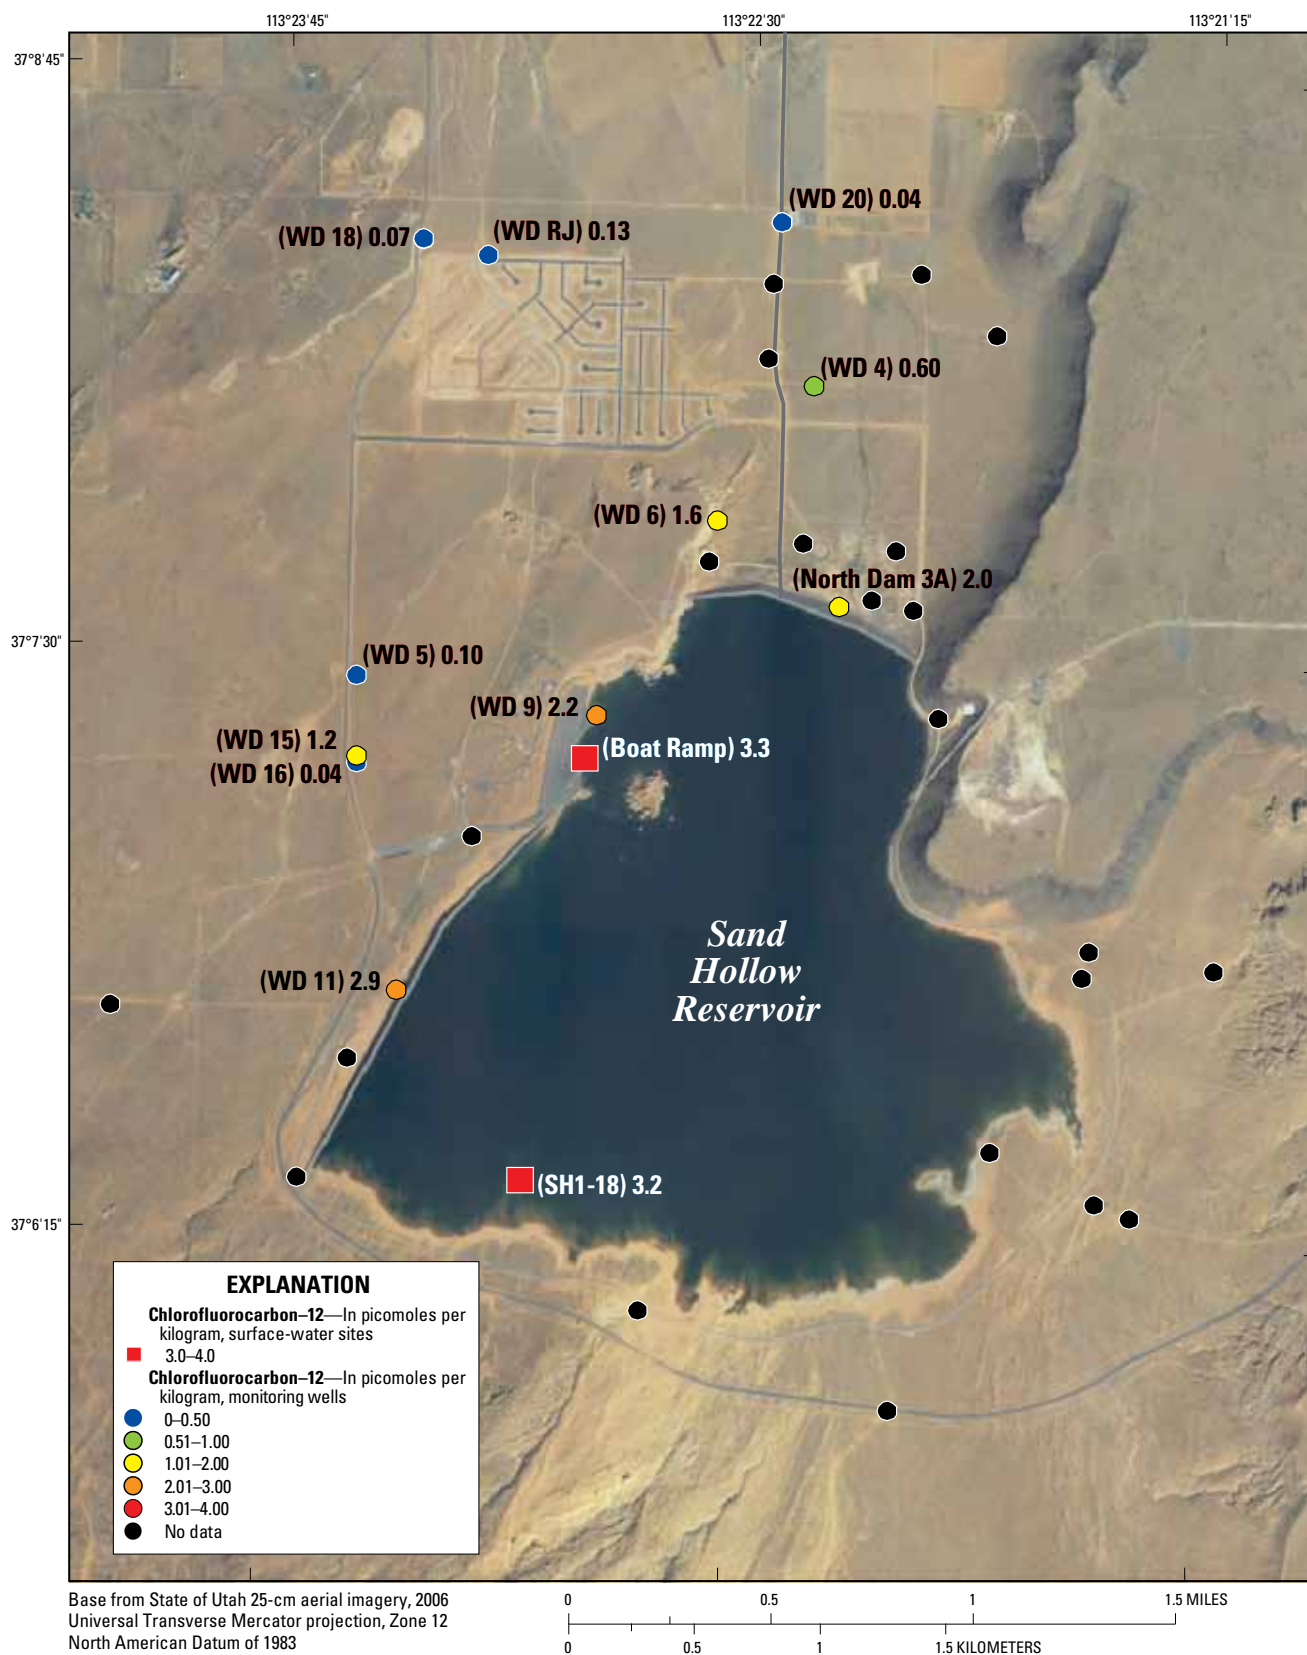 113°23'45"
113°22'30"
113°21'15"
37°8'45"
(WD 20) 0.04
(WD 18) 0.07
(WD RJ) 0.13
(WD 4) 0.60
(WD 6) 1.6
(North Dam 3A) 2.0
37°7'30"
(WD 5) 0.10
(WD 9) 2.2
(WD 15) 1.2
(Boat Ramp) 3.3
(WD 16) 0.04
Sand
Hollow
Reservoir
(WD 11) 2.9
(SH1-18) 3.2
37°6'15"
EXPLANATION
Chlorofluorocarbon–12—In picomoles per
kilogram, surface-water sites
3.0–4.0
Chlorofluorocarbon–12—In picomoles per
kilogram, monitoring wells
0–0.50
0.51–1.00
1.01–2.00
2.01–3.00
3.01–4.00
No data
Base from State of Utah 25-cm aerial imagery, 2006
Universal Transverse Mercator projection, Zone 12
North American Datum of 1983
0 0.5 1 1.5 MILES
0 0.5 1 1.5 KILOMETERS